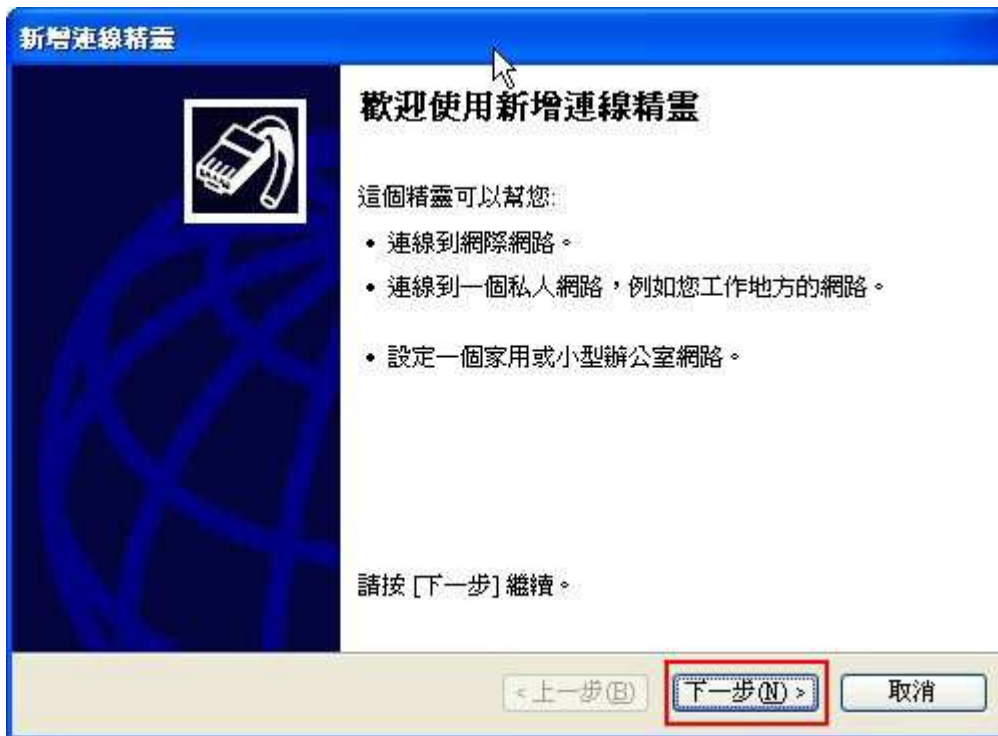 新增連線精靈
歡迎使用新增連線精靈
這個精靈可以幫您:
• 連線到網際網路。
• 連線到一個私人網路，例如您工作地方的網路。
• 設定一個家用或小型辦公室網路。
請按 [下一步] 繼續。
< 上一步(B)
下一步(N) >
取消